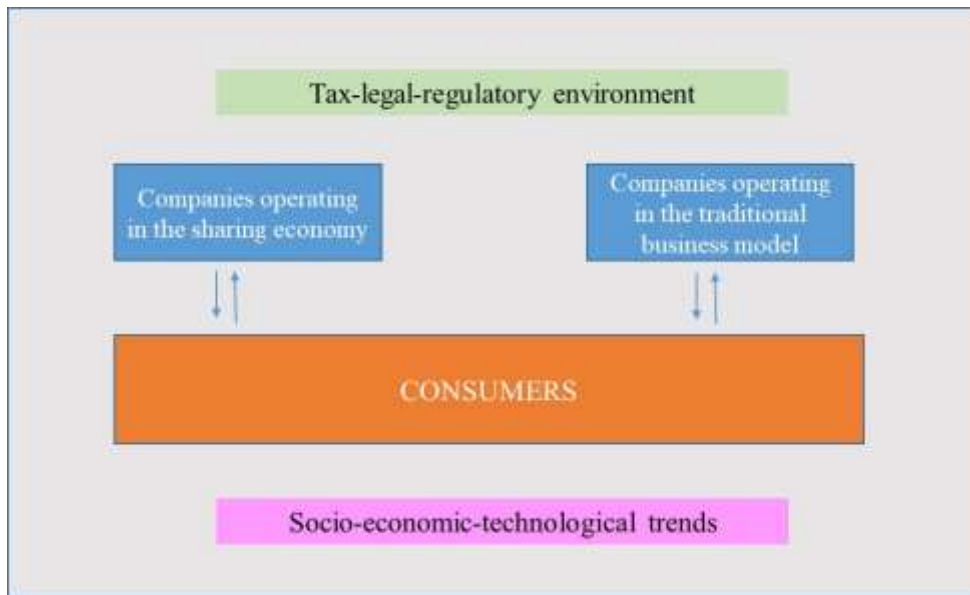 Tax-legal-regulatory environment
Companies operating
in the sharing economy
Companies operating
in the traditional
business model
CONSUMERS
Socio-economic-technological trends